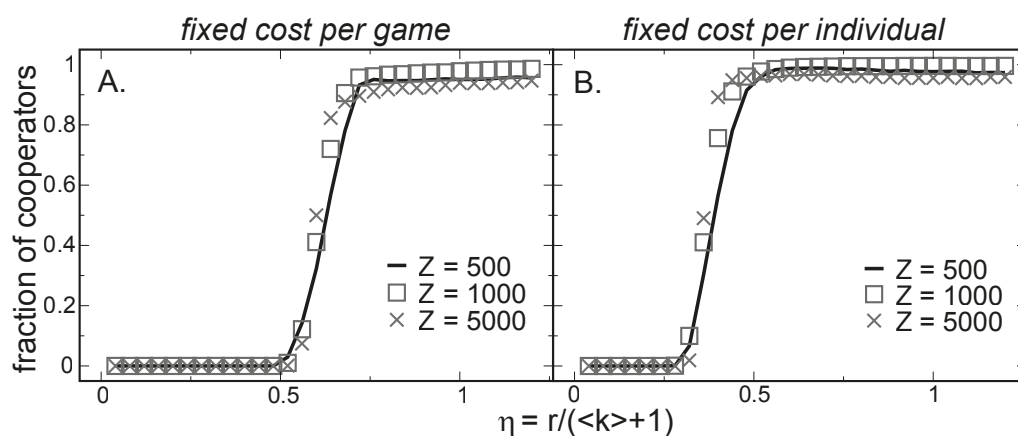 fixed cost per game
fixed cost per individual
A.
B.
fraction of cooperators
1
0.8
0.6
0.4
0.2
0
Z = 500
Z = 1000
Z = 5000
Z = 500
Z = 1000
Z = 5000
0 0.5 1 0 0.5 1
η = r/(<k>+1)